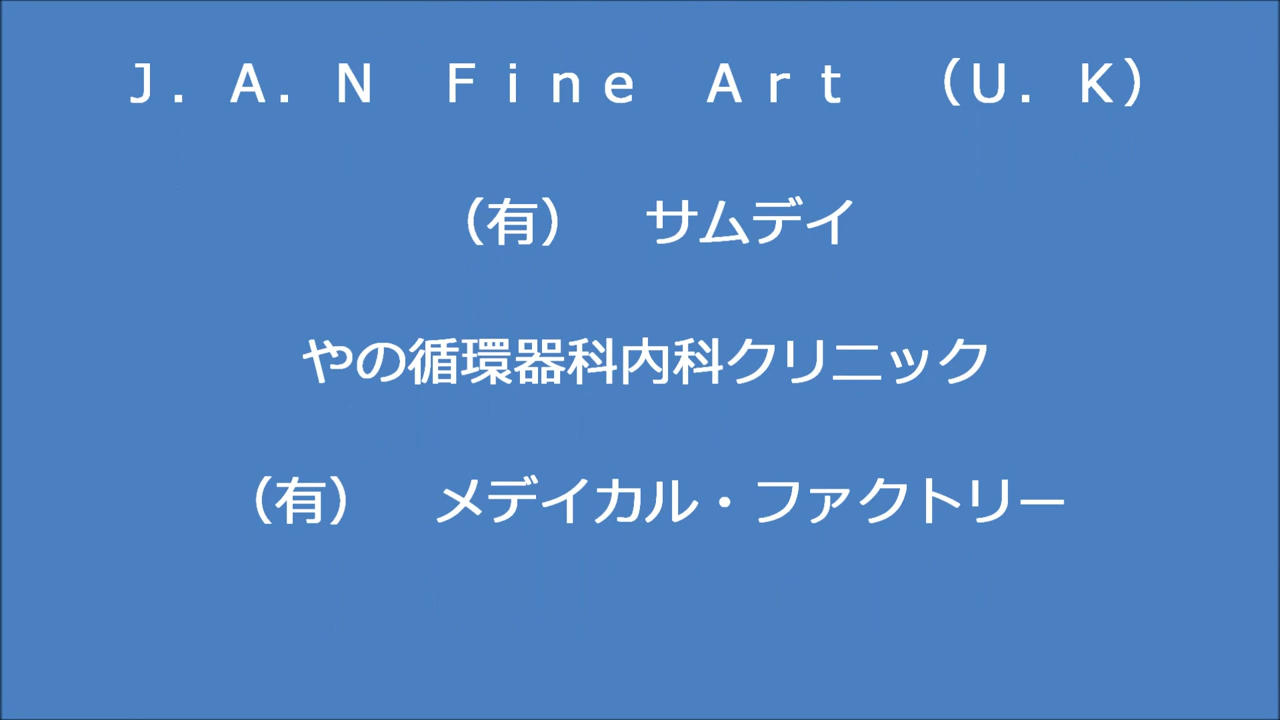 Ｊ．Ａ．Ｎ　Ｆｉｎｅ　Ａｒｔ　（Ｕ．Ｋ）
（有）　サムデイ
やの循環器科内科クリニック
（有）　メデイカル・ファクトリー